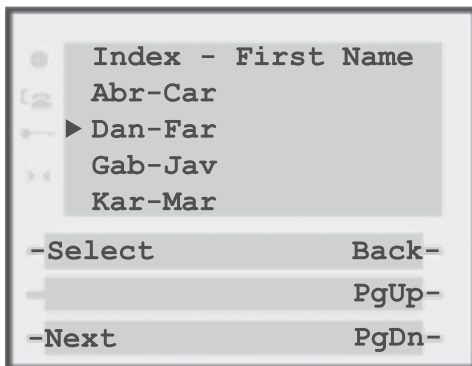 Index - First Name
Abr-Car
Dan-Far
Gab-Jav
Kar-Mar
-Select Back-
PgUp-
-Next PgDn-